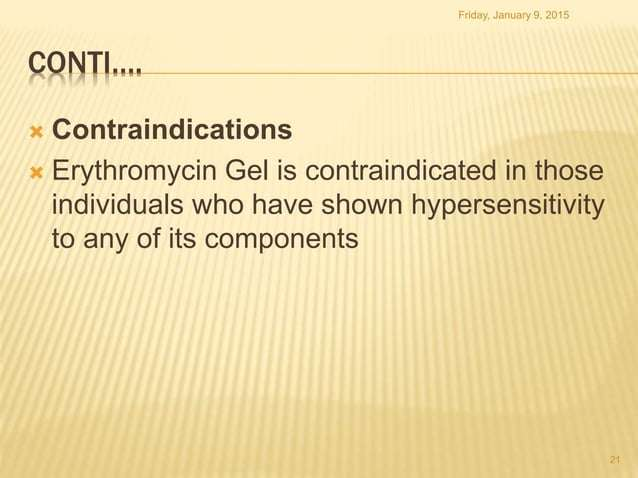 Friday, January 9, 2015
CONTI....
Contraindications
Erythromycin Gel is contraindicated in those
individuals who have shown hypersensitivity
to any of its components
21